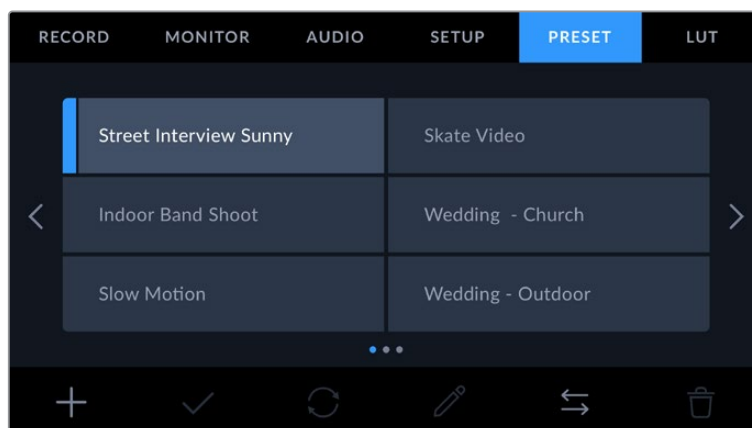 RECORD MONITOR AUDIO SETUP PRESET LUT
Street Interview Sunny Skate Video
Indoor Band Shoot Wedding - Church
Slow Motion Wedding - Outdoor